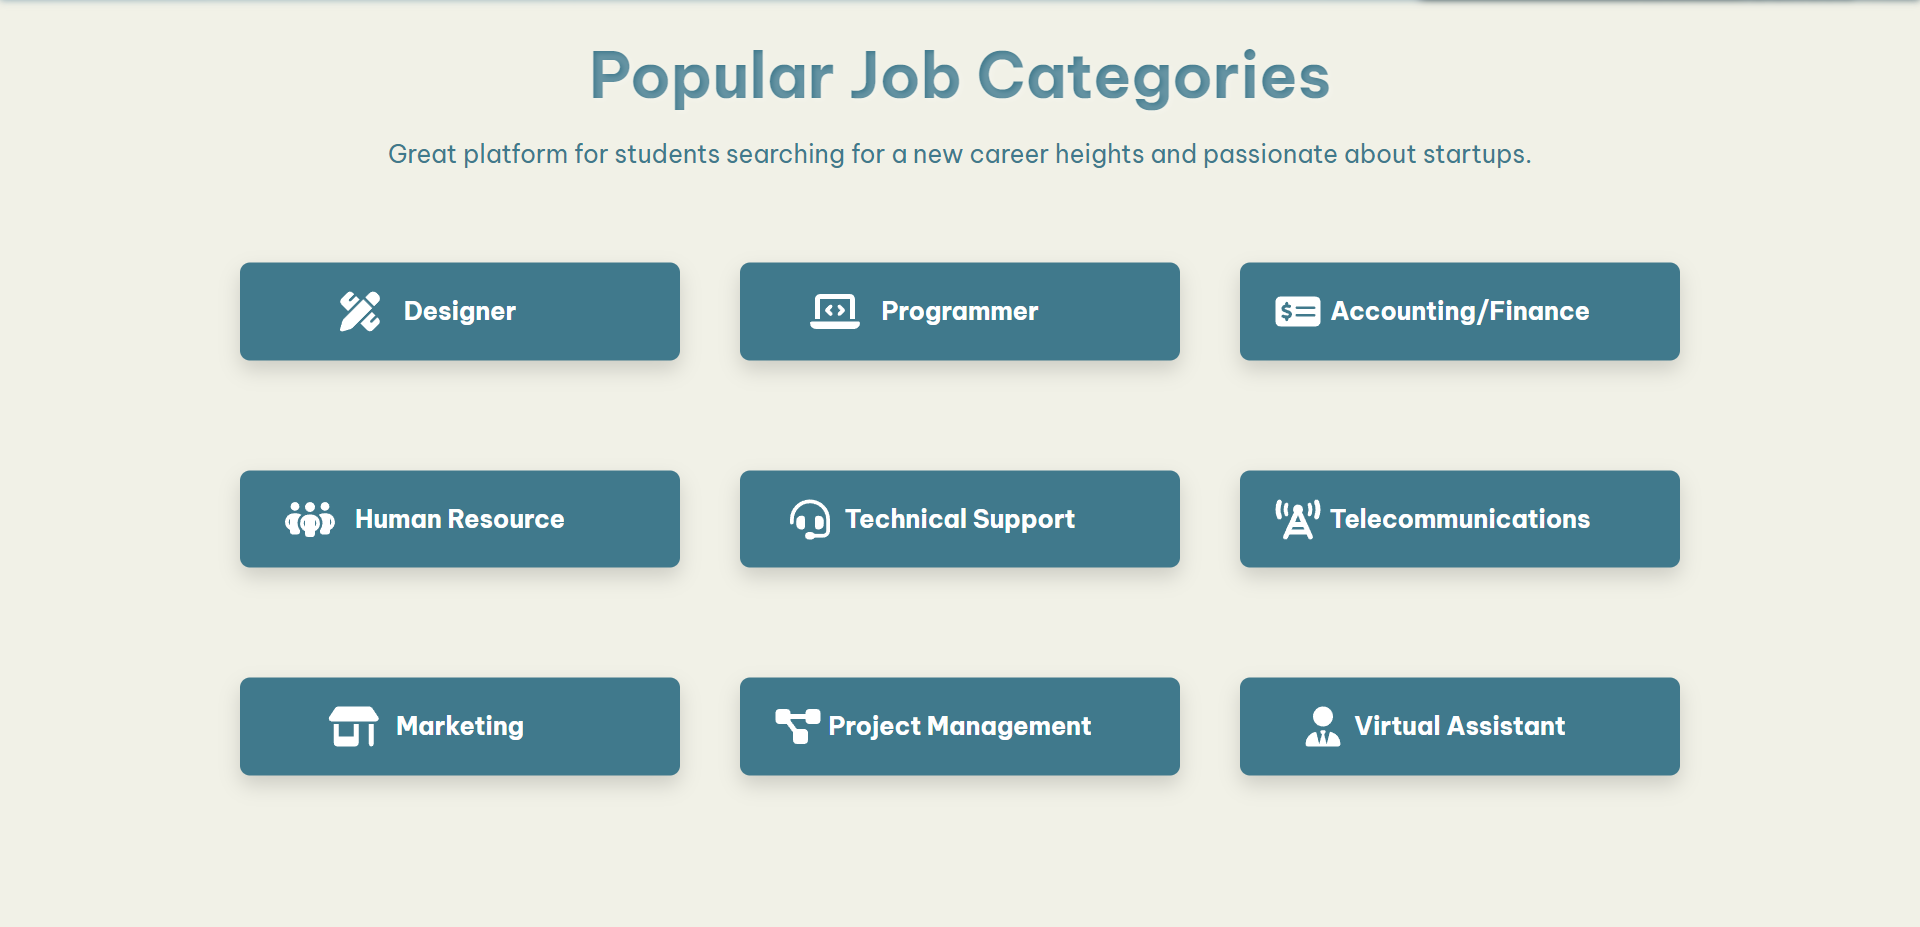 Popular Job Categories
Great platform for students searching for a new career heights and passionate about startups.
Designer
Programmer
Accounting/Finance
Human Resource
Technical Support
Telecommunications
Marketing
Project Management
Virtual Assistant